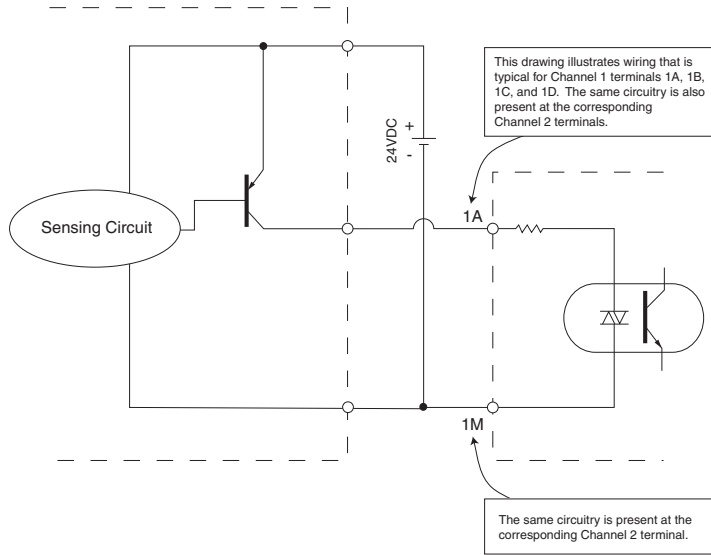 This drawing illustrates wiring that is
typical for Channel 1 terminals 1A, 1B,
1C, and 1D.  The same circuitry is also
present at the corresponding
Channel 2 terminals.
24VDC
+
-
1A
Sensing Circuit
1M
The same circuitry is present at the
corresponding Channel 2 terminal.